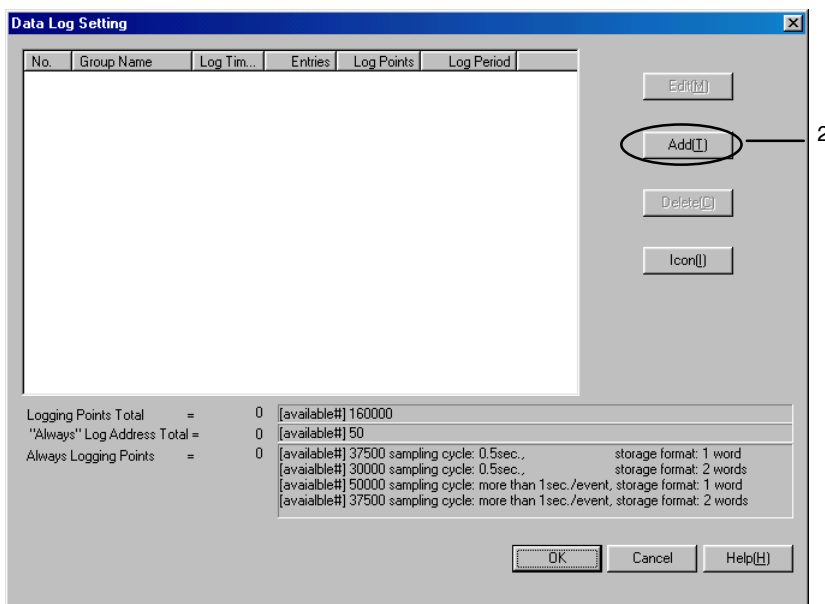 Data Log Setting
No. Group Name Log Tim... Entries Log Points Log Period
Edit(M)
Add(T)
2
Delete(C)
Icon(I)
Logging Points Total = 0 [available#] 160000
"Always" Log Address Total = 0 [available#] 50
Always Logging Points = 0 [available#] 37500 sampling cycle: 0.5sec., storage format: 1 word
[avaialble#] 30000 sampling cycle: 0.5sec., storage format: 2 words
[avaialble#] 50000 sampling cycle: more than 1sec./event, storage format: 1 word
[avaialble#] 37500 sampling cycle: more than 1sec./event, storage format: 2 words
OK Cancel Help(H)